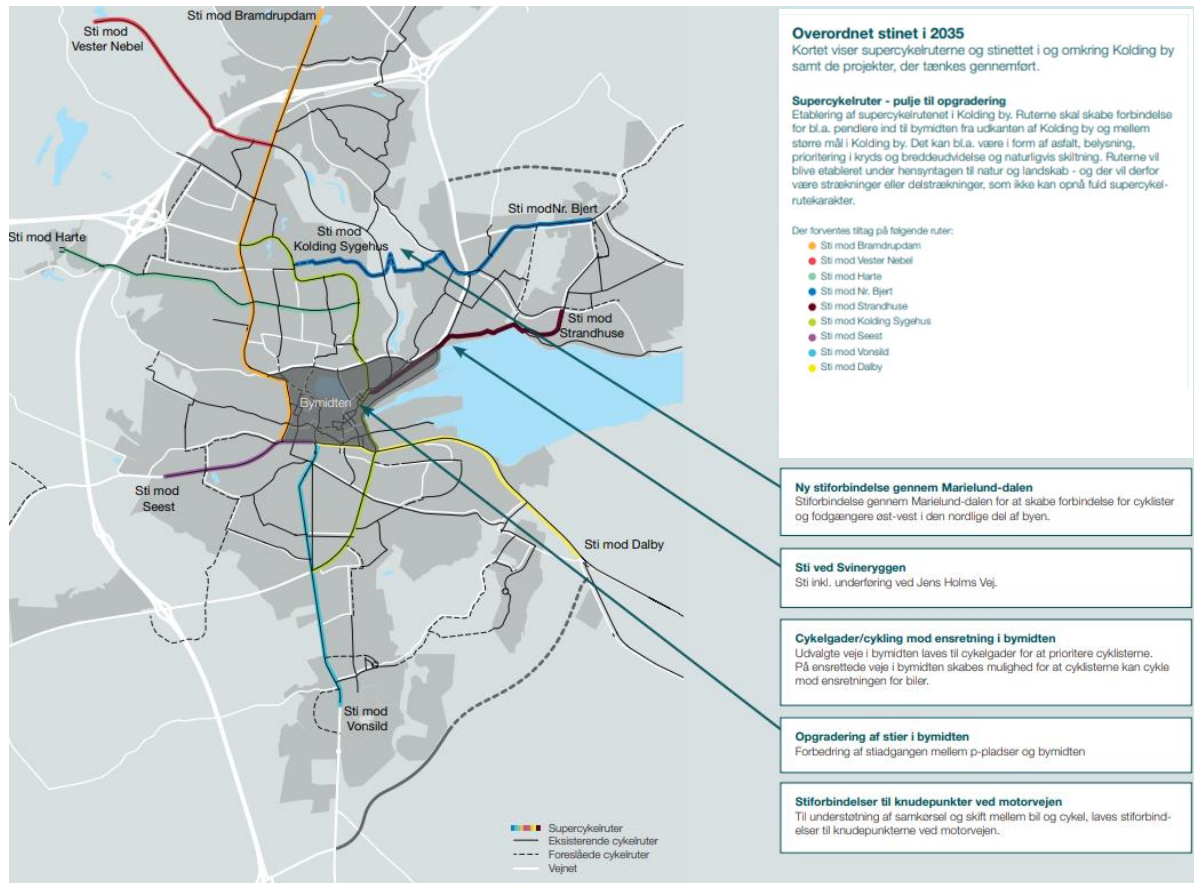 Sti mod Bramdrupdam
Sti mod
Vester Nebel
Sti modNr. Bjert
Sti mod
Kolding Sygehus
Sti mod Harte
Sti mod
Strandhuse
Bymidten
Sti mod
Seest
Sti mod Dalby
Sti mod
Vonsild
Supercykelruter
Eksisterende cykelruter
Foreslåede cykelruter
Vejnet
Overordnet stinet i 2035
Kortet viser supercykelruterne og stinettet i og omkring Kolding by
samt de projekter, der tænkes gennemført.
Supercykelruter - pulje til opgradering
Etablering af supercykelrutenet i Kolding by. Ruterne skal skabe forbindelse
for bl.a. pendlere ind til bymidten fra udkanten af Kolding by og mellem
større mål i Kolding by. Det kan bl.a. være i form af asfalt, belysning,
prioritering i kryds og breddeudvidelse og naturligvis skiltning. Ruterne vil
blive etableret under hensyntagen til natur og landskab - og der vil derfor
være strækninger eller delstrækninger, som ikke kan opnå fuld supercykel-
rutekarakter.
Der forventes tiltag på følgende ruter:
Sti mod Bramdrupdam
Sti mod Vester Nebel
Sti mod Harte
Sti mod Nr. Bjert
Sti mod Strandhuse
Sti mod Kolding Sygehus
Sti mod Seest
Sti mod Vonsild
Sti mod Dalby
Ny stiforbindelse gennem Marielund-dalen
Stiforbindelse gennem Marielund-dalen for at skabe forbindelse for cyklister
og fodgængere øst-vest i den nordlige del af byen.
Sti ved Svineryggen
Sti inkl. underføring ved Jens Holms Vej.
Cykelgader/cykling mod ensretning i bymidten
Udvalgte veje i bymidten laves til cykelgader for at prioritere cyklisterne.
På ensrettede veje i bymidten skabes mulighed for at cyklisterne kan cykle
mod ensretningen for biler.
Opgradering af stier i bymidten
Forbedring af stiadgangen mellem p-pladser og bymidten
Stiforbindelser til knudepunkter ved motorvejen
Til understøtning af samkørsel og skift mellem bil og cykel, laves stiforbind-
elser til knudepunkterne ved motorvejen.